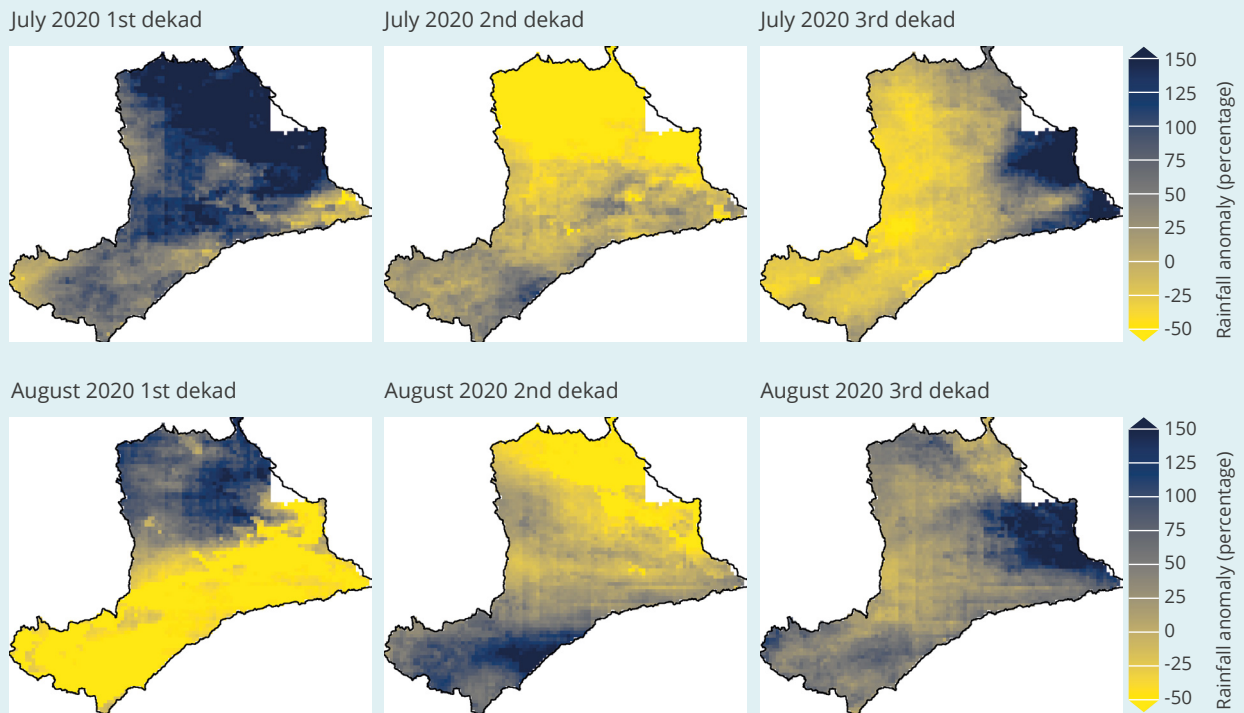 July 2020 1st dekad
July 2020 2nd dekad
July 2020 3rd dekad
150
125
100
75
50
25
0
-25
-50
Rainfall anomaly (percentage)
August 2020 1st dekad
August 2020 2nd dekad
August 2020 3rd dekad
150
125
100
75
50
25
0
-25
-50
Rainfall anomaly (percentage)